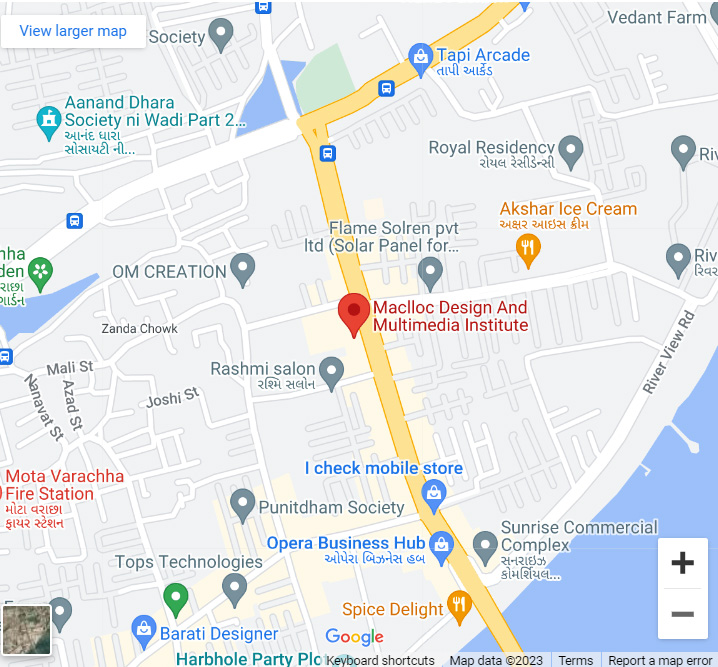 View larger map
Society
Vedant Farm
Tapi Arcade
તાપી આર્કેડ
Aanand Dhara
Society ni Wadi Part 2...
આનંદ ધારા
સોસાયટી ની...
Royal Residency
રોયલ રેસીડેન્સી
Riv
Akshar Ice Cream
અક્ષર આઇસ ક્રીમ
Flame Solren pvt
ltd (Solar Panel for...
nha
den
રાછા
ગાર્ડન
OM CREATION
Riv
રિવર
Maclloc Design And
Multimedia Institute
Zanda Chowk
River View Rd
Mali St
Rashmi salon
રશ્મિ સલોન
Azad St
Nanavat St
Joshi St
I check mobile store
Mota Varachha
Fire Station
મોટા વરાછા
ફાયર સ્ટેશન
Punitdham Society
Sunrise Commercial
Complex
સનરાઇઝ
કોમર્શિયલ...
Opera Business Hub
ઓપેરા બિઝનેસ હબ
Tops Technologies
Spice Delight
Barati Designer
Google
Harbhole Party Plo
Keyboard shortcuts
Map data ©2023
Terms
Report a map error